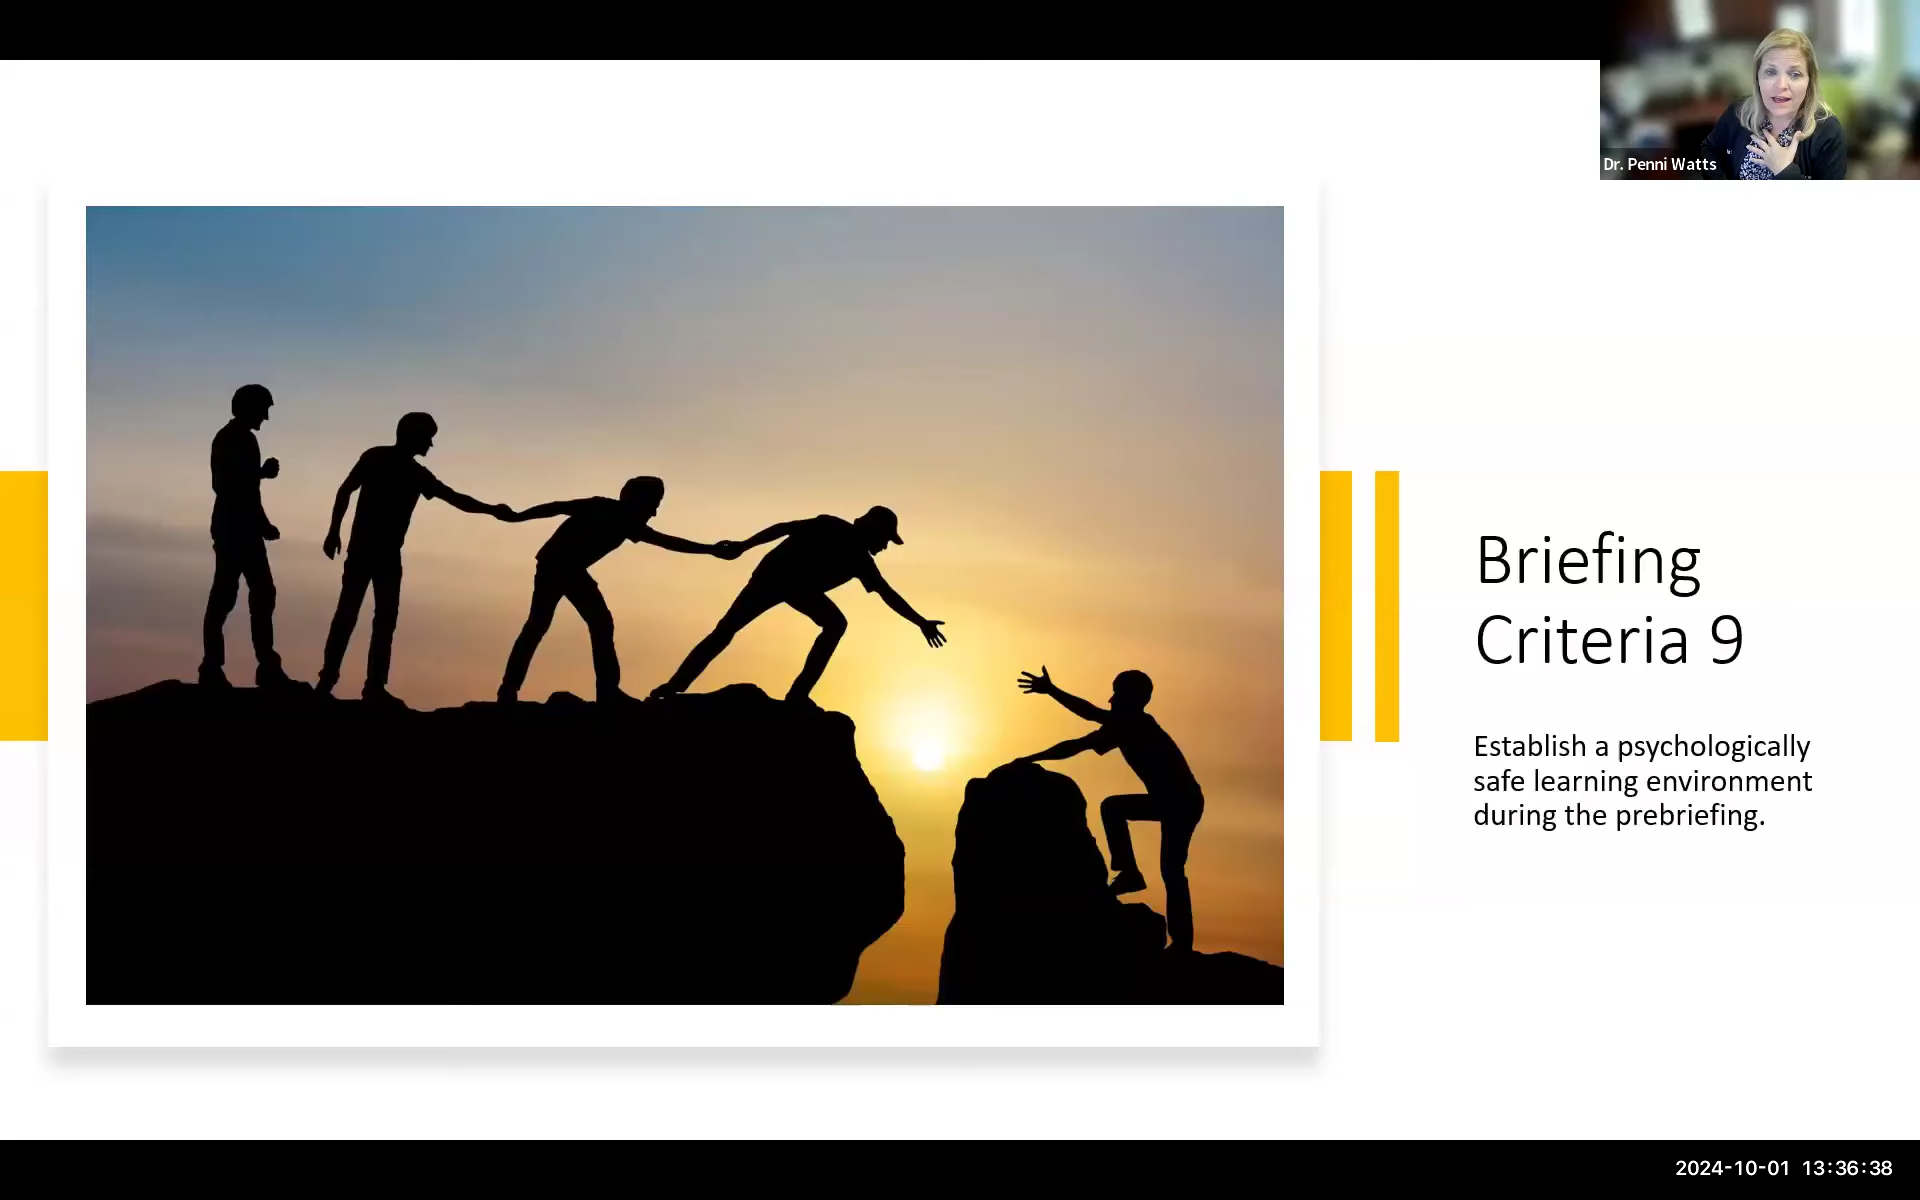 Dr. Penni Watts
Briefing
Criteria 9
Establish a psychologically
safe learning environment
during the prebriefing.
2024-10-01 13:36:38